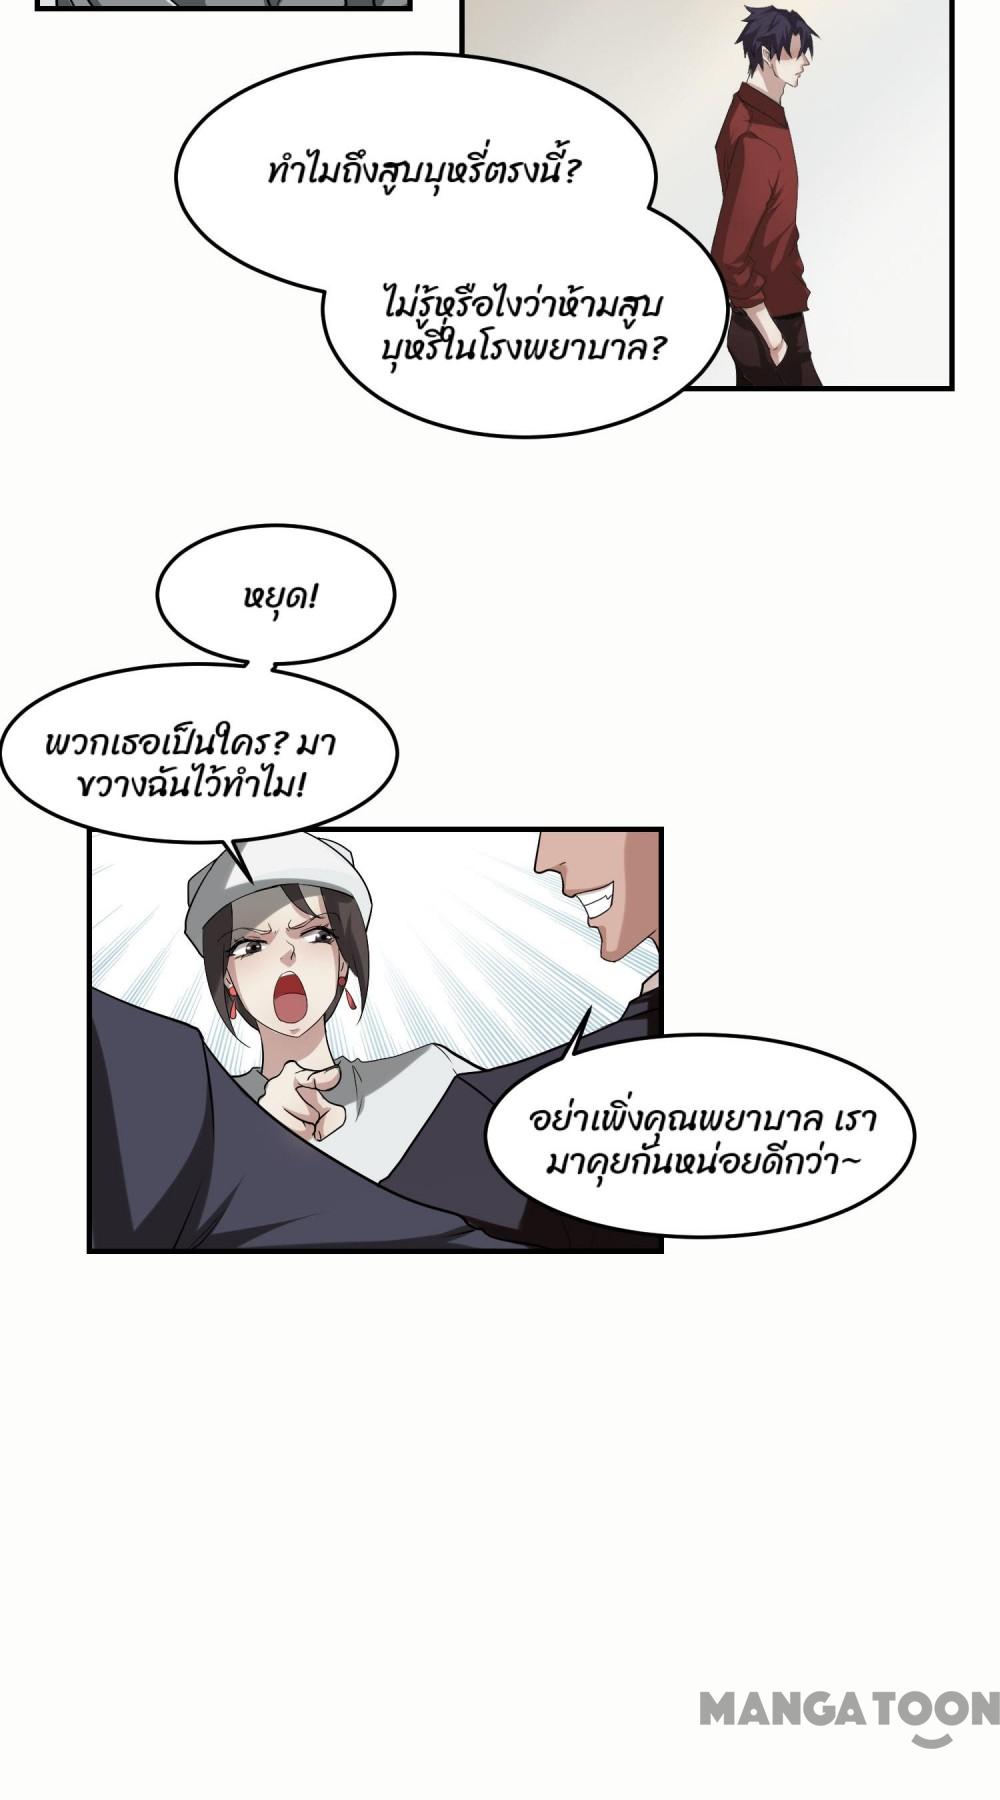 ทำไมถึงสูบบุหรี่ตรงนี้?
ไม่รู้หรือไงว่าห้ามสูบ
บุหรี่ในโรงพยาบาล?
หยุด!
พวกเธอเป็นใคร? มา
ขวางฉันไว้ทำไม!
อย่าเพิ่งคุณพยาบาล เรา
มาคุยกันหน่อยดีกว่า~
MANGATOON